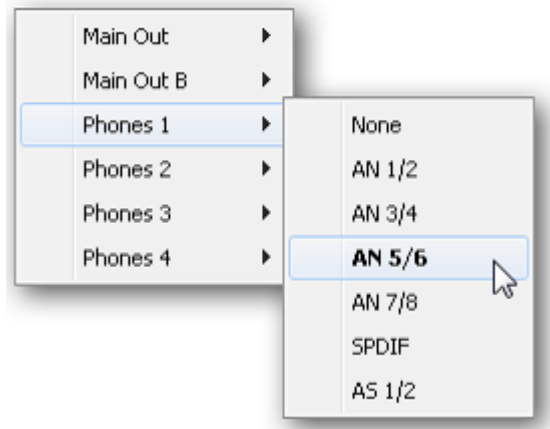 Main Out
Main Out B
Phones 1
Phones 2
Phones 3
Phones 4
None
AN 1/2
AN 3/4
AN 5/6
AN 7/8
SPDIF
AS 1/2